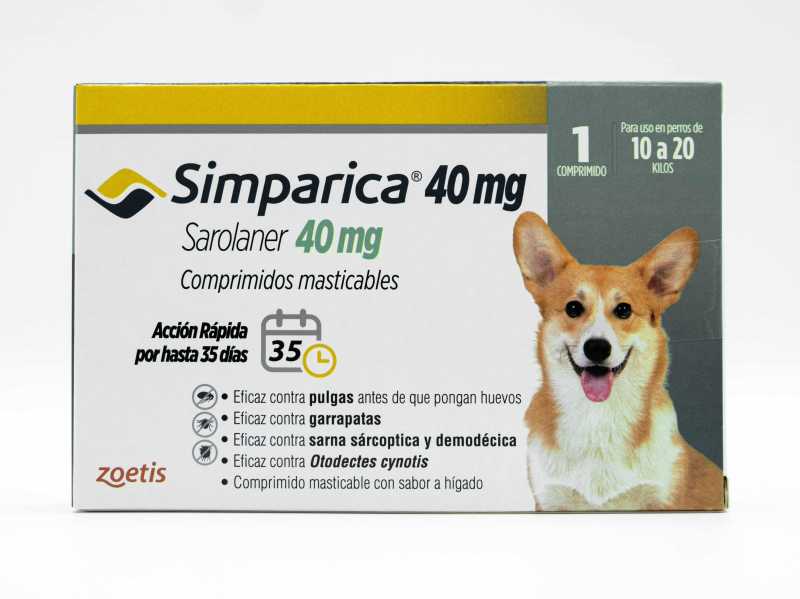 Simparica® 40 mg
Sarolaner 40 mg
Comprimidos masticables
1
COMPRIMIDO
Para uso en perros de
10 a 20
KILOS
Acción Rápida
por hasta 35 días
35
• Eficaz contra pulgas antes de que pongan huevos
• Eficaz contra garrapatas
• Eficaz contra sarna sárcoptica y demodécica
• Eficaz contra Otodectes cynotis
• Comprimido masticable con sabor a hígado
zoetis